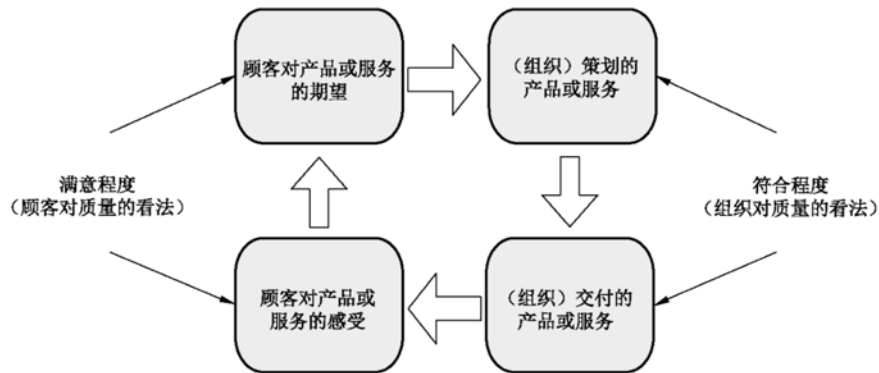 顾客对产品或服务
的期望
（组织）策划的
产品或服务
满意程度
（顾客对质量的看法）
符合程度
（组织对质量的看法）
顾客对产品或
服务的感受
（组织）交付的
产品或服务